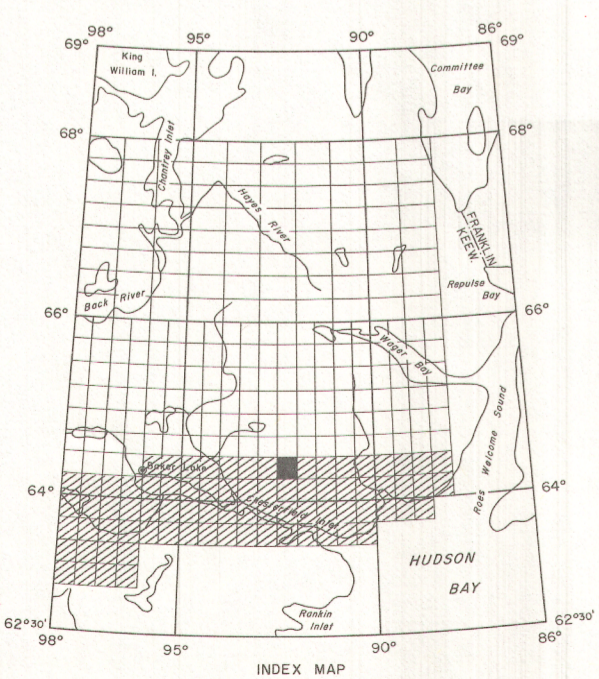 98°
95°
90°
86°
69°
69°
King
William I.
Committee
Bay
68°
68°
Chantrey Inlet
Hayes
River
FRANKLIN
KEEW.
Repulse
Bay
Back River
66°
66°
Wager Bay
Roes Welcome Sound
Baker Lake
64°
64°
Chesterfield Inlet
HUDSON
BAY
Rankin
Inlet
62°30'
62°30'
98°
95°
90°
86°
INDEX MAP